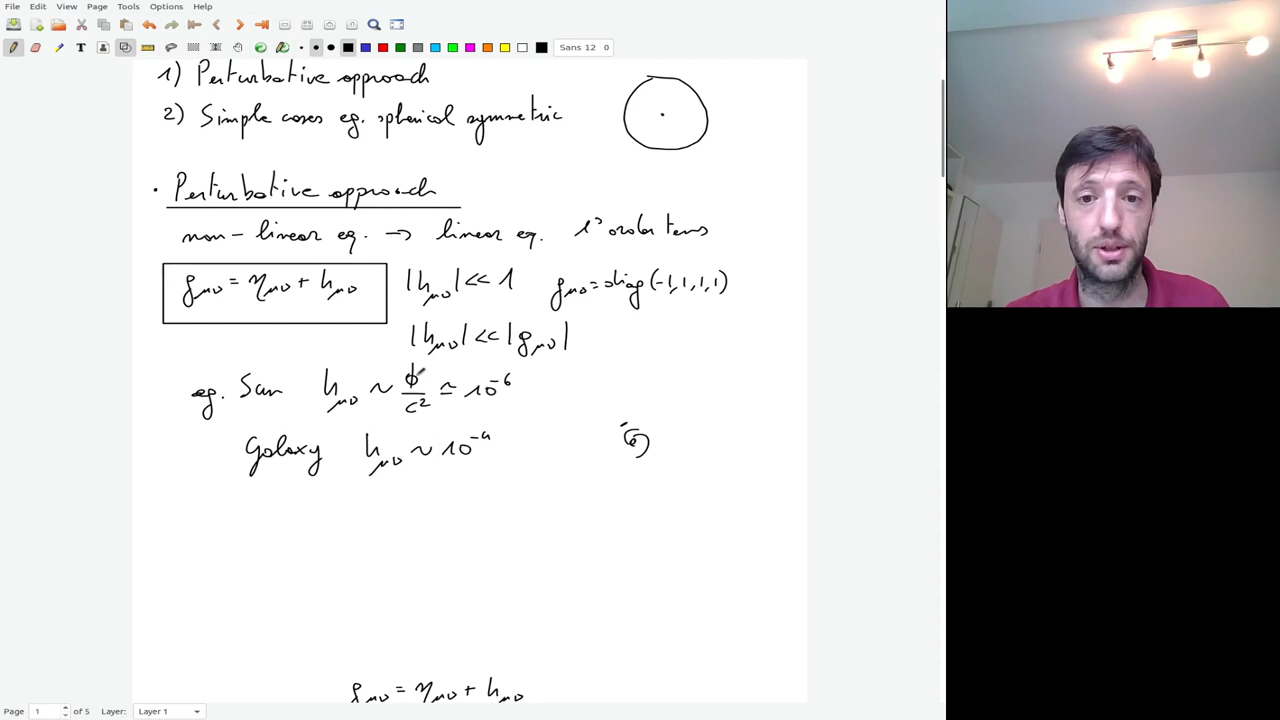 File Edit View Page Tools Options Help
Sans 12 0
1) Perturbative approach
2) Simple cases eg. spherical symmetric
· Perturbative approach
non-linear eq. → linear eq. 1° order terms
gμν = ημν + hμν |hμν| << 1 gμν = diag(-1,1,1,1)
|hμν| << |gμν|
eg. Sun hμν ~ ϕ/c² ≃ 10⁻⁶
Galaxy hμν ~ 10⁻⁴
gμν = ημν + hμν
Page 1 of 5 Layer: Layer 1